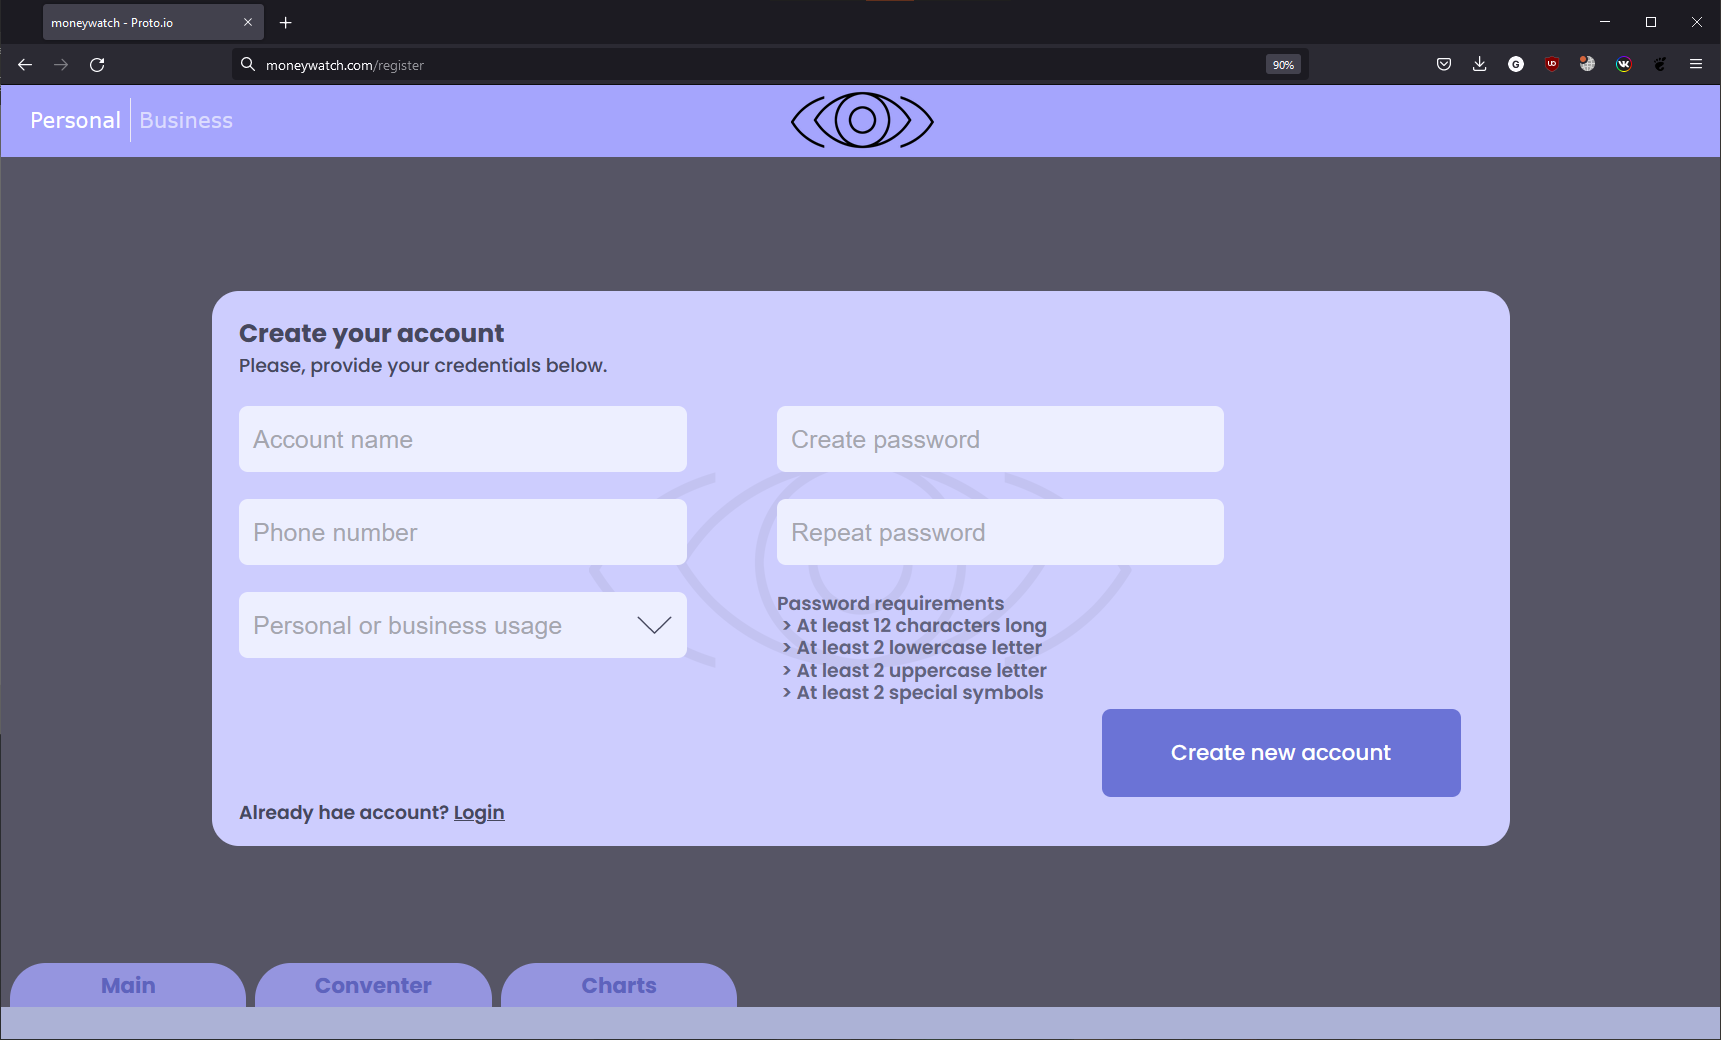 moneywatch - Proto.io
moneywatch.com/register
90%
Personal
Business
Create your account
Please, provide your credentials below.
Account name
Create password
Phone number
Repeat password
Personal or business usage
Password requirements
> At least 12 characters long
> At least 2 lowercase letter
> At least 2 uppercase letter
> At least 2 special symbols
Create new account
Already hae account? Login
Main
Conventer
Charts